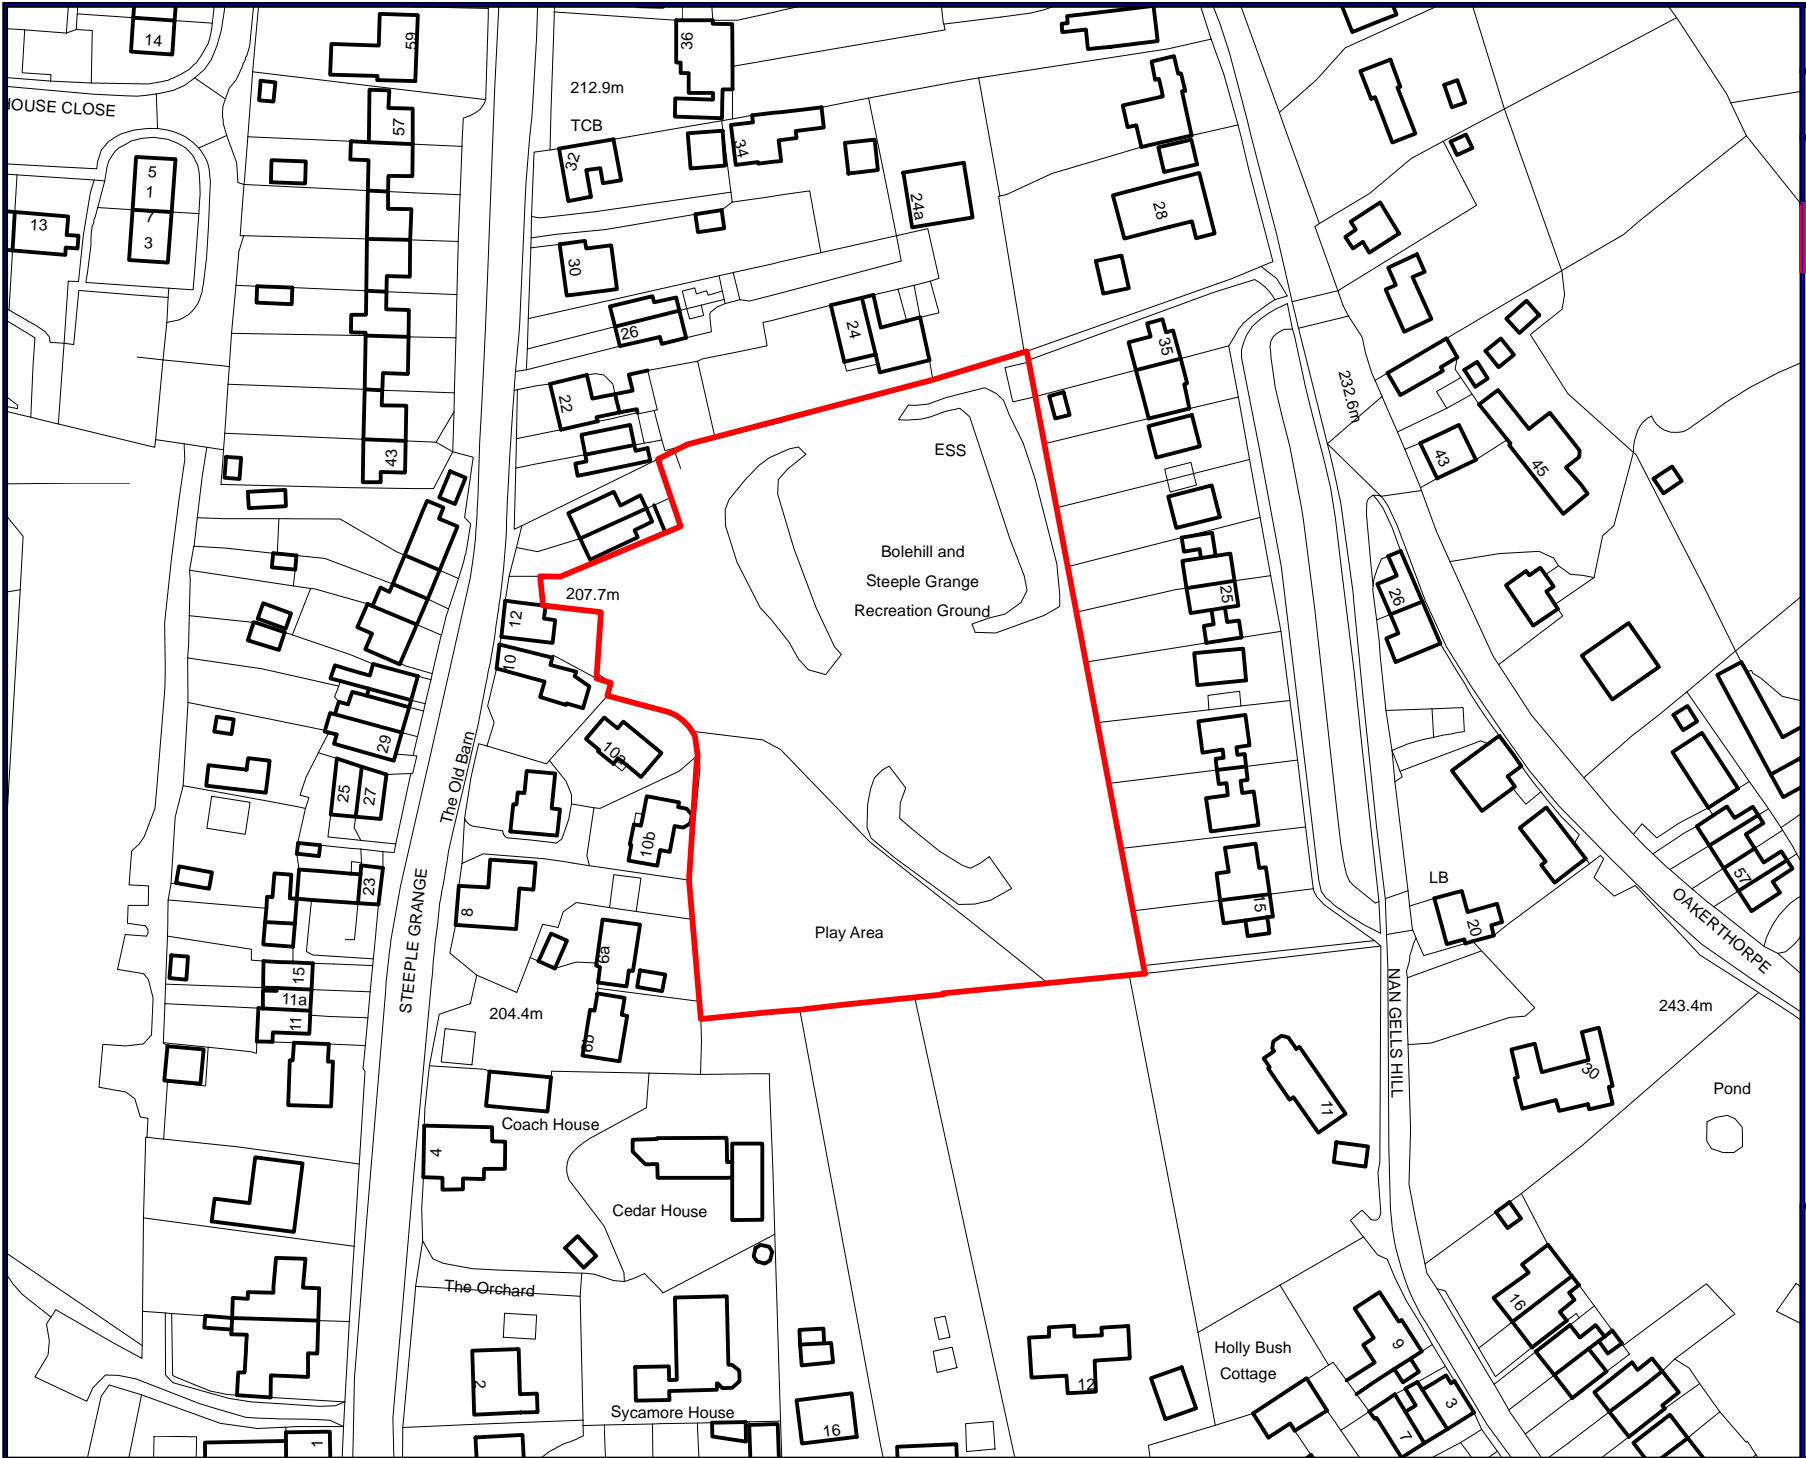 14
59
36
212.9m
HOUSE CLOSE
TCB
57
34
32
5
1
7
3
13
24a
28
30
26
24
35
22
232.6m
43
ESS
43
45
Bolehill and
Steeple Grange
Recreation Ground
207.7m
12
10
25
26
29
10a
The Old Barn
25
27
10b
23
8
57
LB
20
15
OAKERTHORPE
Play Area
STEEPLE GRANGE
6a
15
11a
11
204.4m
6b
NAN GELLS HILL
243.4m
30
Pond
11
Coach House
4
Cedar House
The Orchard
16
Holly Bush
Cottage
9
2
12
3
Sycamore House
16
7
1